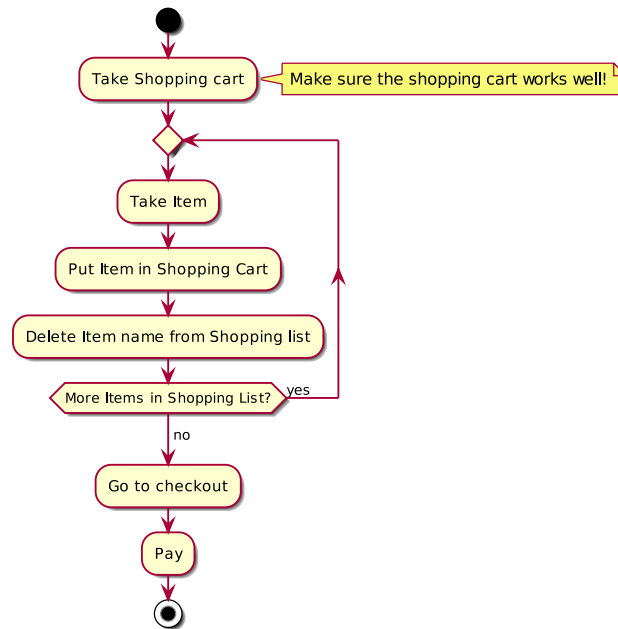 Take Shopping cart
Make sure the shopping cart works well!
Take Item
Put Item in Shopping Cart
Delete Item name from Shopping list
More Items in Shopping List?
yes
no
Go to checkout
Pay